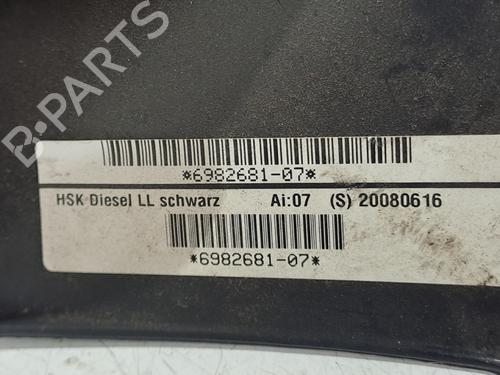 B-PARTS
*6982681-07*
HSK Diesel LL schwarz Ai:07 (S) 20080616
*6982681-07*